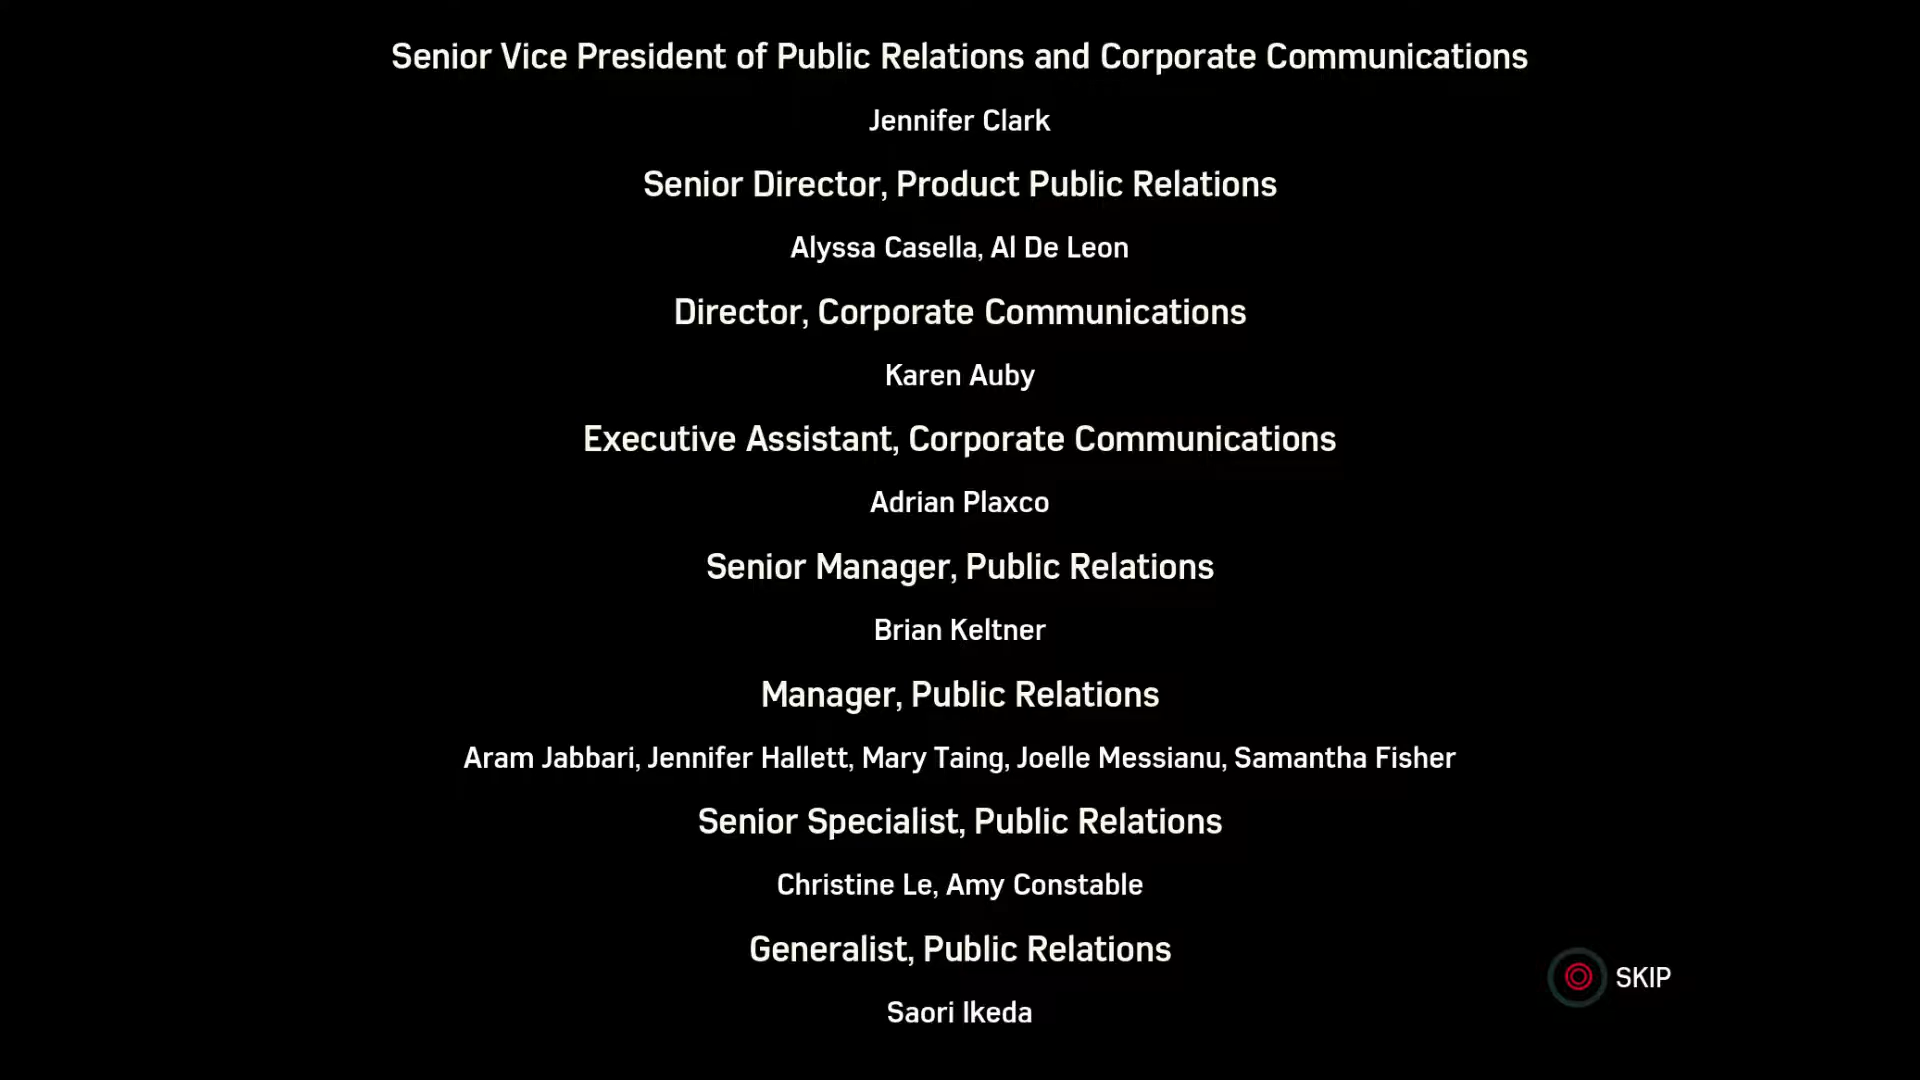 Senior Vice President of Public Relations and Corporate Communications
Jennifer Clark
Senior Director, Product Public Relations
Alyssa Casella, Al De Leon
Director, Corporate Communications
Karen Auby
Executive Assistant, Corporate Communications
Adrian Plaxco
Senior Manager, Public Relations
Brian Keltner
Manager, Public Relations
Aram Jabbari, Jennifer Hallett, Mary Taing, Joelle Messianu, Samantha Fisher
Senior Specialist, Public Relations
Christine Le, Amy Constable
Generalist, Public Relations
SKIP
Saori Ikeda